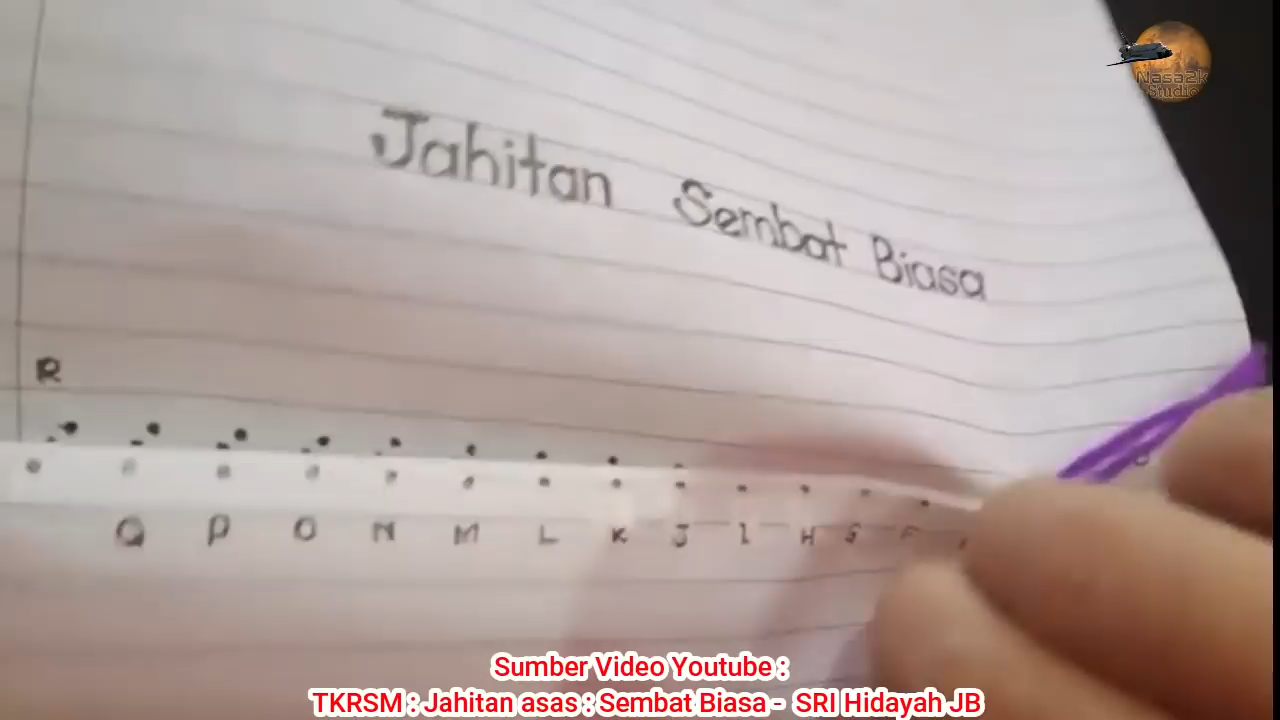 Nasa2k
Studio
Jahitan Sembat Biasa
R
Q P O N M L K J I H G F
Sumber Video Youtube :
TKRSM : Jahitan asas : Sembat Biasa - SRI Hidayah JB